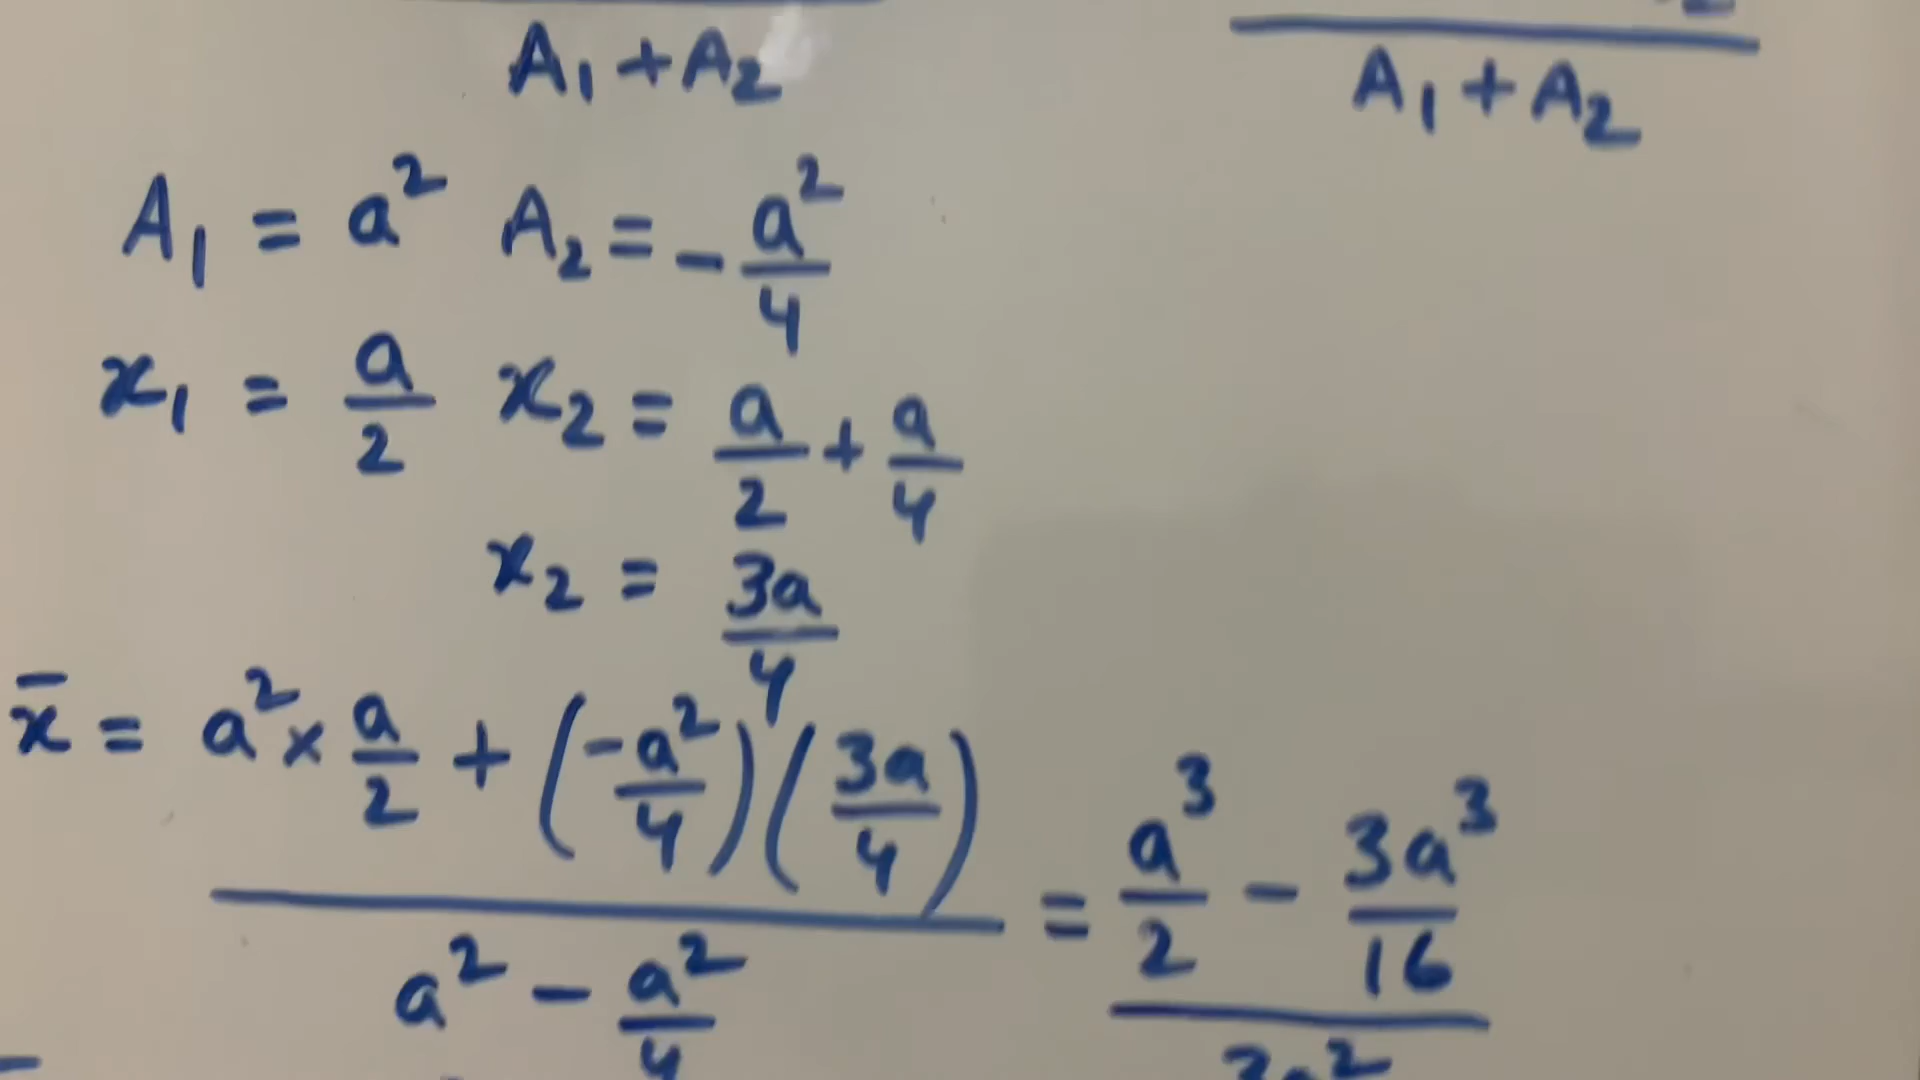 A₁ + A₂
A₁ + A₂
A₁ = a² A₂ = -a²/4
x₁ = a/2 x₂ = a/2 + a/4
x₂ = 3a/4
x̄ = (a² × a/2 + (-a²/4)(3a/4))/(a² - a²/4) = (a³/2 - 3a³/16)/3a²